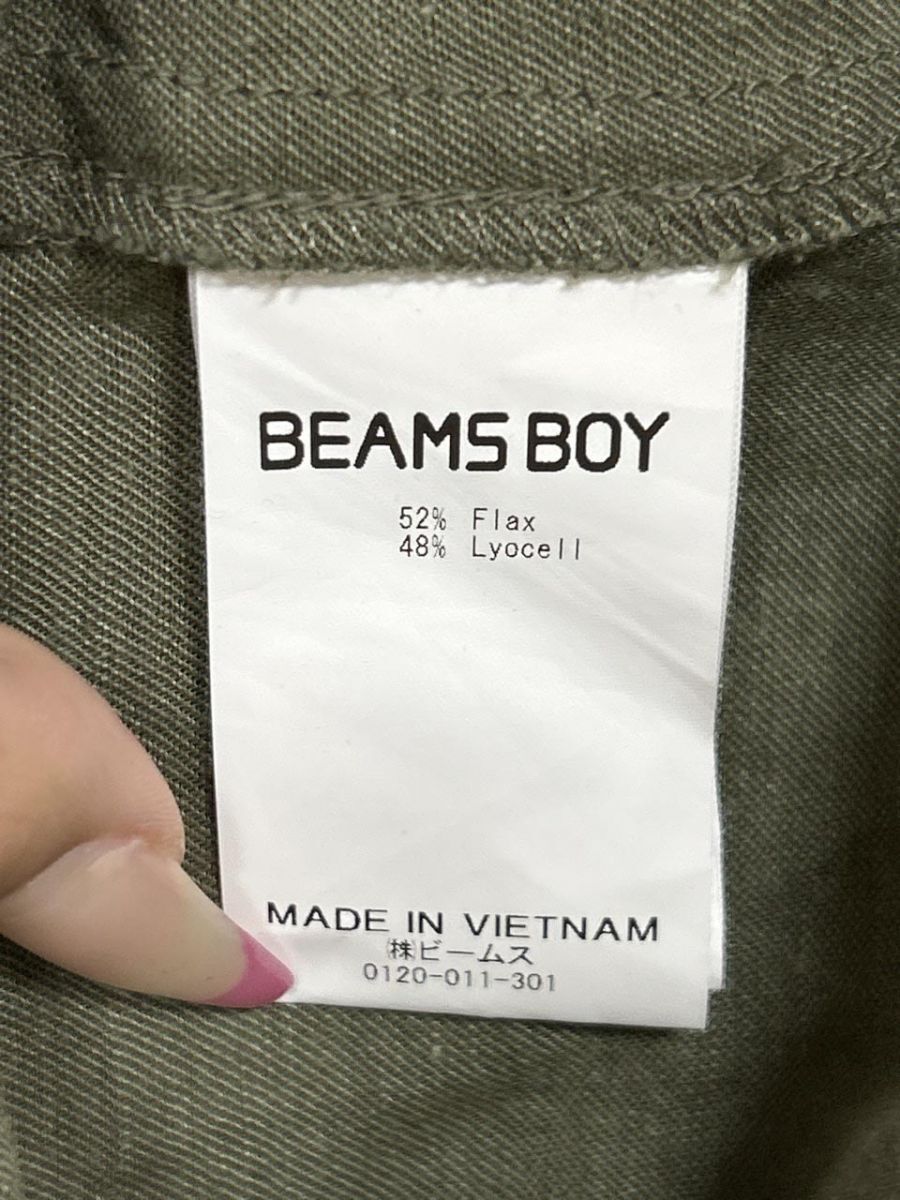 BEAMS BOY
52% Flax
48% Lyocell
MADE IN VIETNAM
㈱ビームス
0120-011-301